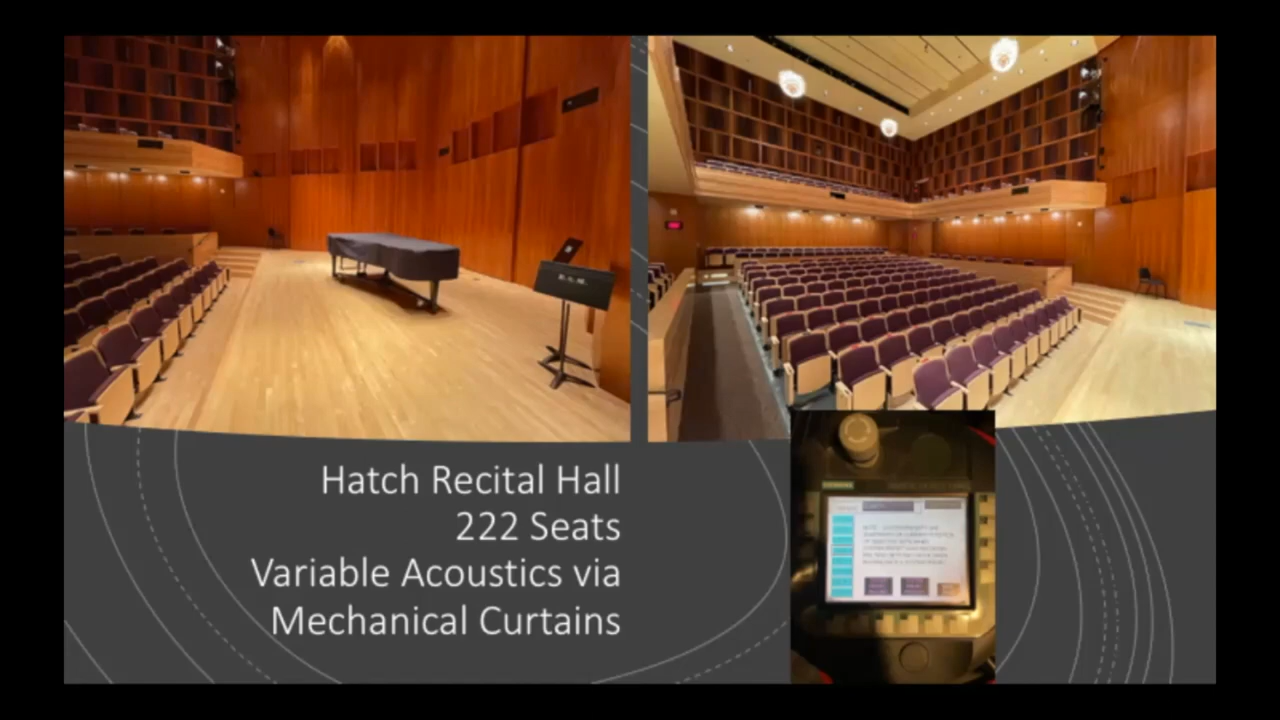 Hatch Recital Hall
222 Seats
Variable Acoustics via
Mechanical Curtains